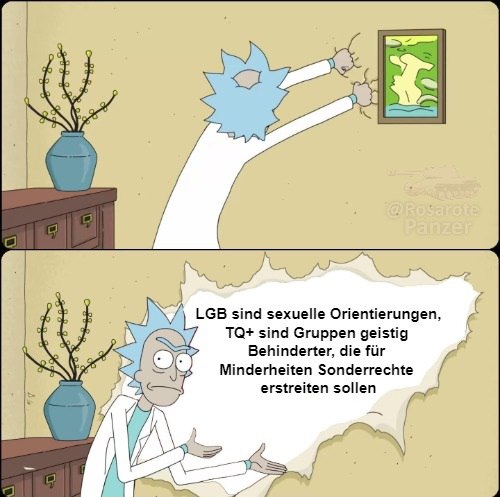 @Rosarote
Panzer
LGB sind sexuelle Orientierungen,
TQ+ sind Gruppen geistig
Behinderter, die für
Minderheiten Sonderrechte
erstreiten sollen